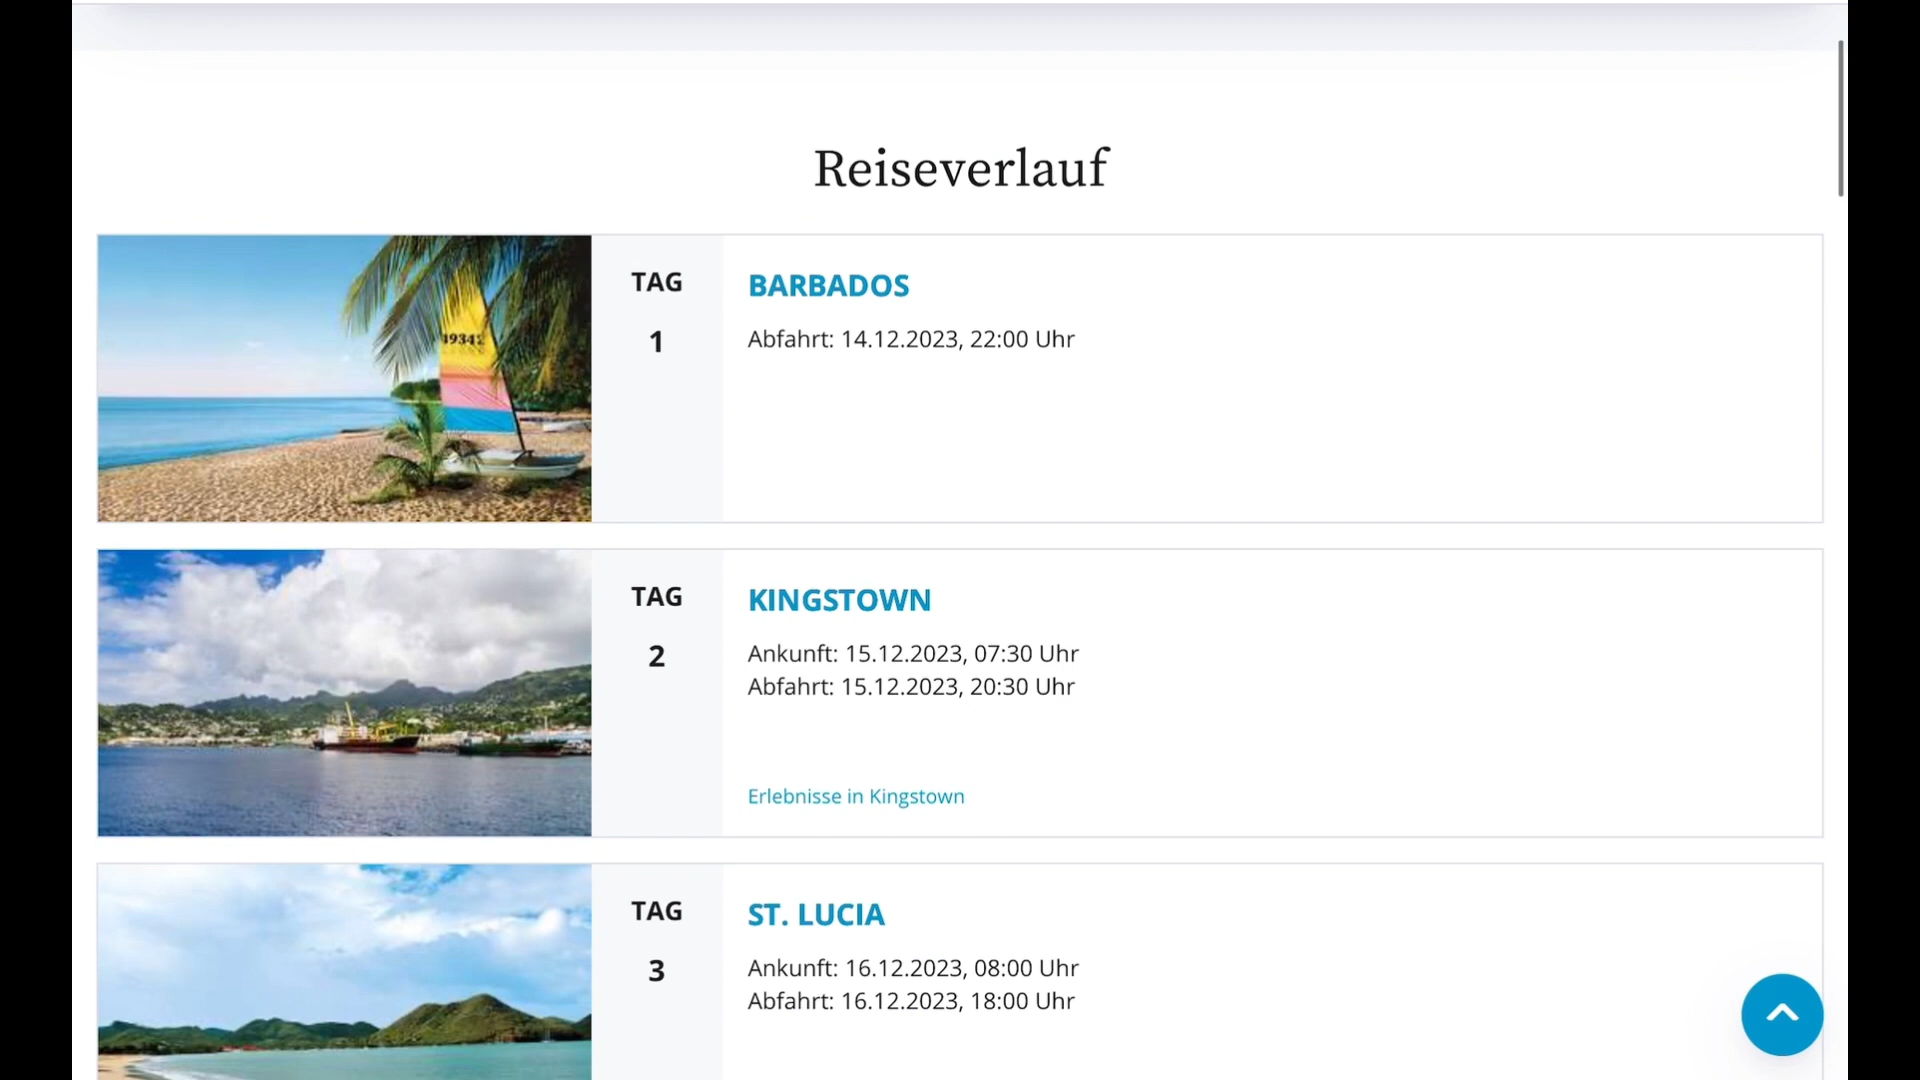 Reiseverlauf
TAG
1
BARBADOS
Abfahrt: 14.12.2023, 22:00 Uhr
TAG
2
KINGSTOWN
Ankunft: 15.12.2023, 07:30 Uhr
Abfahrt: 15.12.2023, 20:30 Uhr
Erlebnisse in Kingstown
TAG
3
ST. LUCIA
Ankunft: 16.12.2023, 08:00 Uhr
Abfahrt: 16.12.2023, 18:00 Uhr